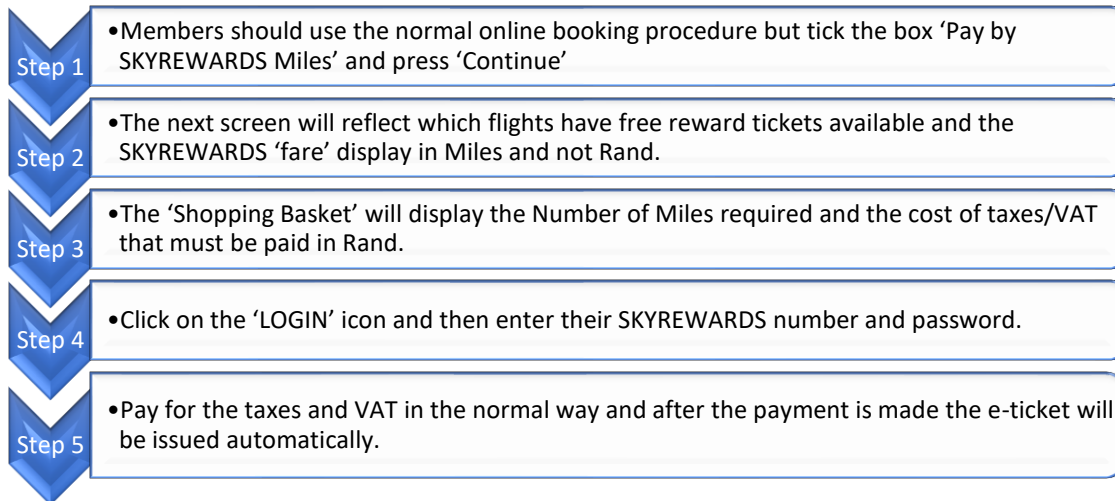 Step 1
•Members should use the normal online booking procedure but tick the box ‘Pay by
SKYREWARDS Miles’ and press ‘Continue’
Step 2
•The next screen will reflect which flights have free reward tickets available and the
SKYREWARDS ‘fare’ display in Miles and not Rand.
Step 3
•The ‘Shopping Basket’ will display the Number of Miles required and the cost of taxes/VAT
that must be paid in Rand.
Step 4
•Click on the ‘LOGIN’ icon and then enter their SKYREWARDS number and password.
Step 5
•Pay for the taxes and VAT in the normal way and after the payment is made the e-ticket will
be issued automatically.